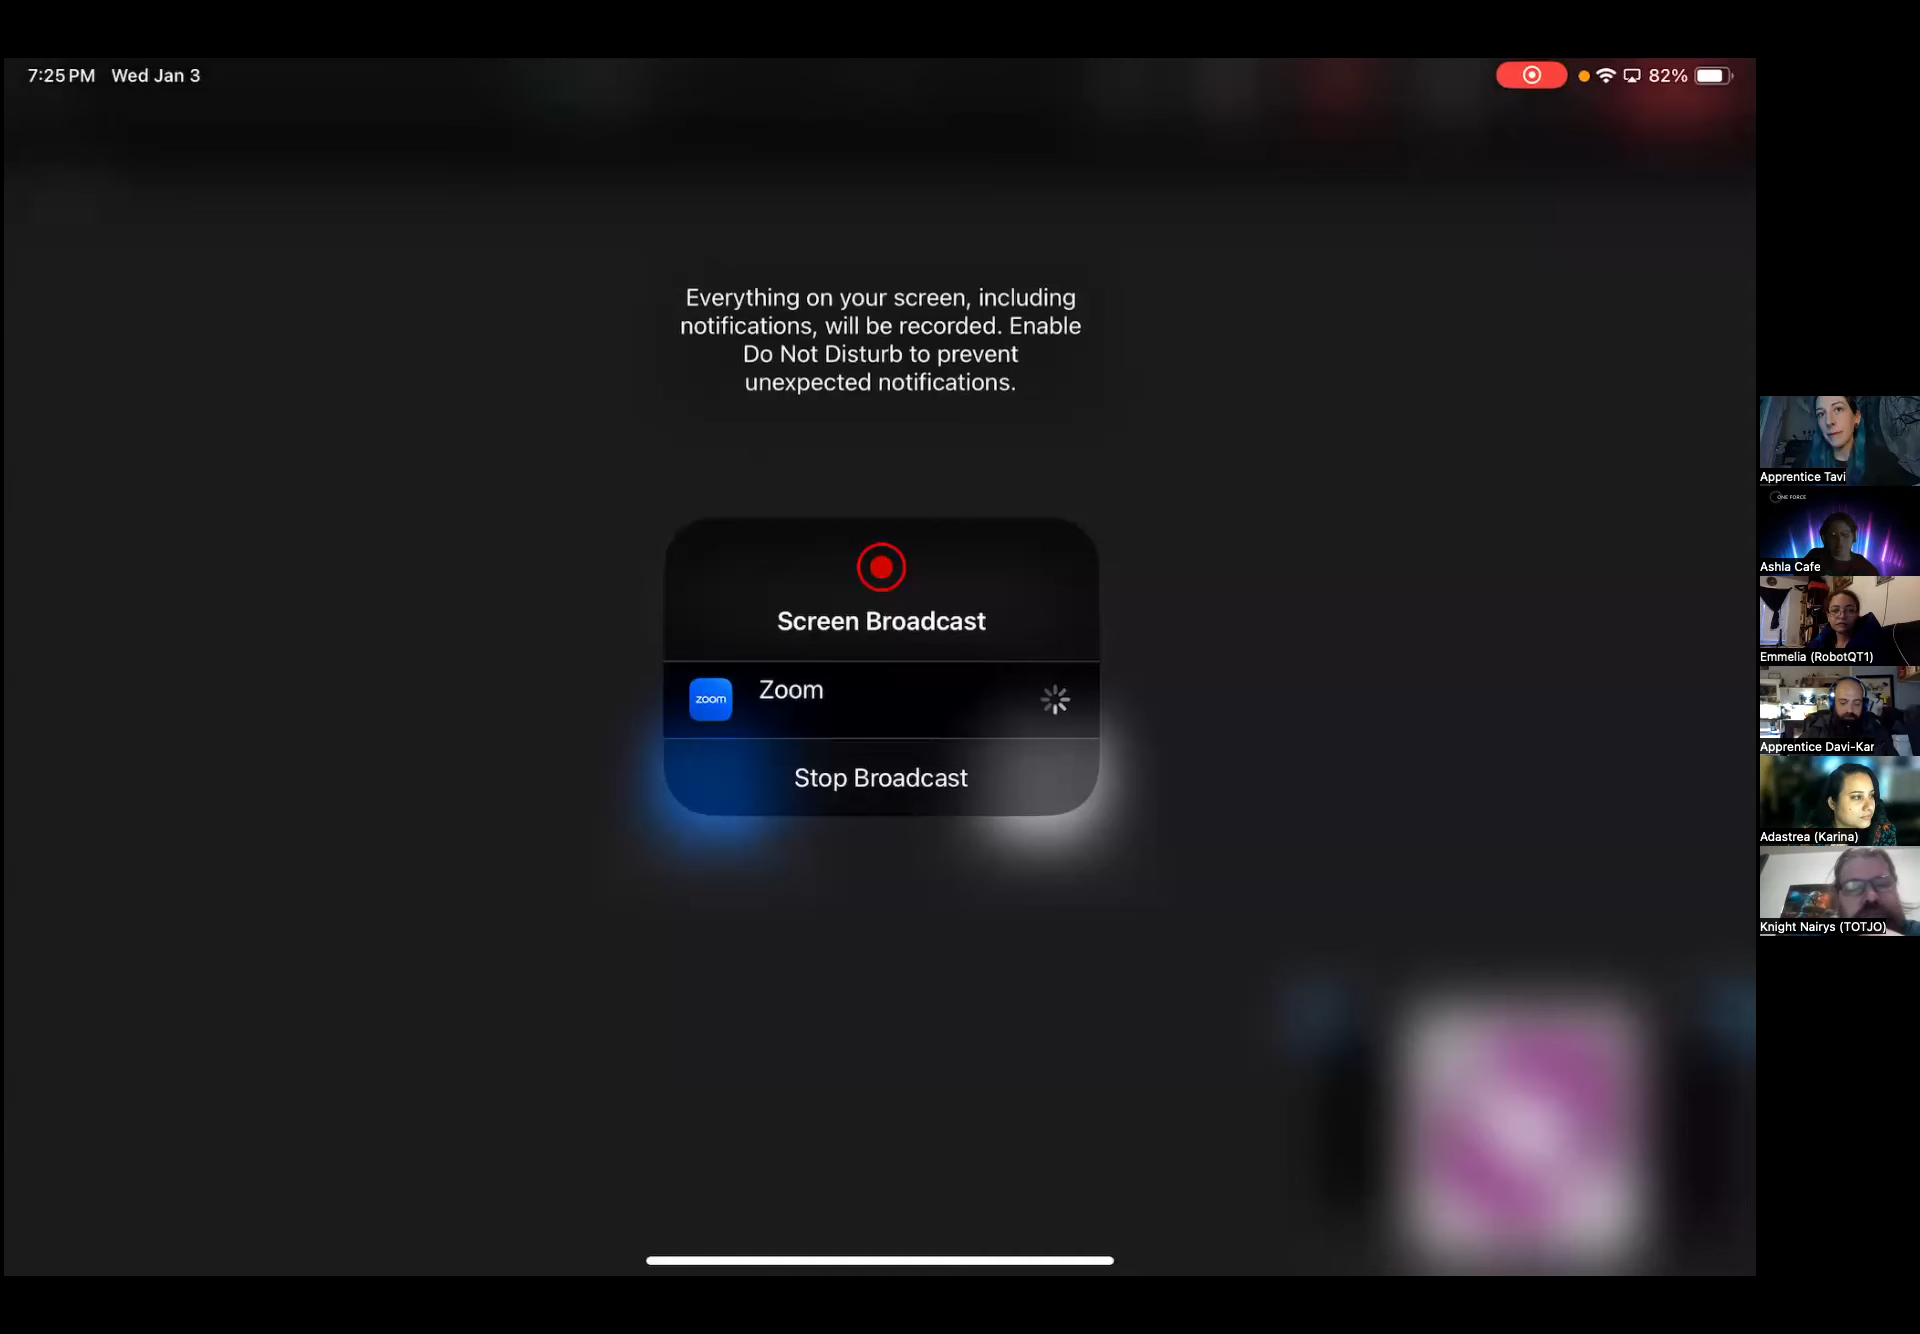 7:25 PM Wed Jan 3
82%
Everything on your screen, including
notifications, will be recorded. Enable
Do Not Disturb to prevent
unexpected notifications.
Screen Broadcast
zoom
Zoom
Stop Broadcast
Apprentice Tavi
ONE FORCE
Ashla Cafe
Emmelia (RobotQT1)
Apprentice Davi-Kar
Adastrea (Karina)
Knight Nairys (TOTJO)